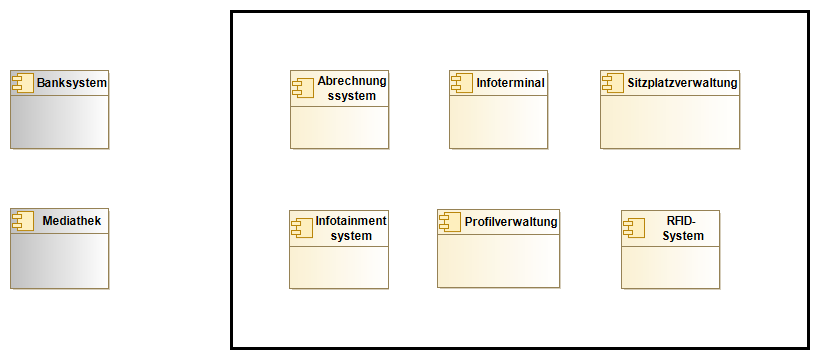 Banksystem
Abrechnung
ssystem
Infoterminal
Sitzplatzverwaltung
Mediathek
Infotainment
system
Profilverwaltung
RFID-
System